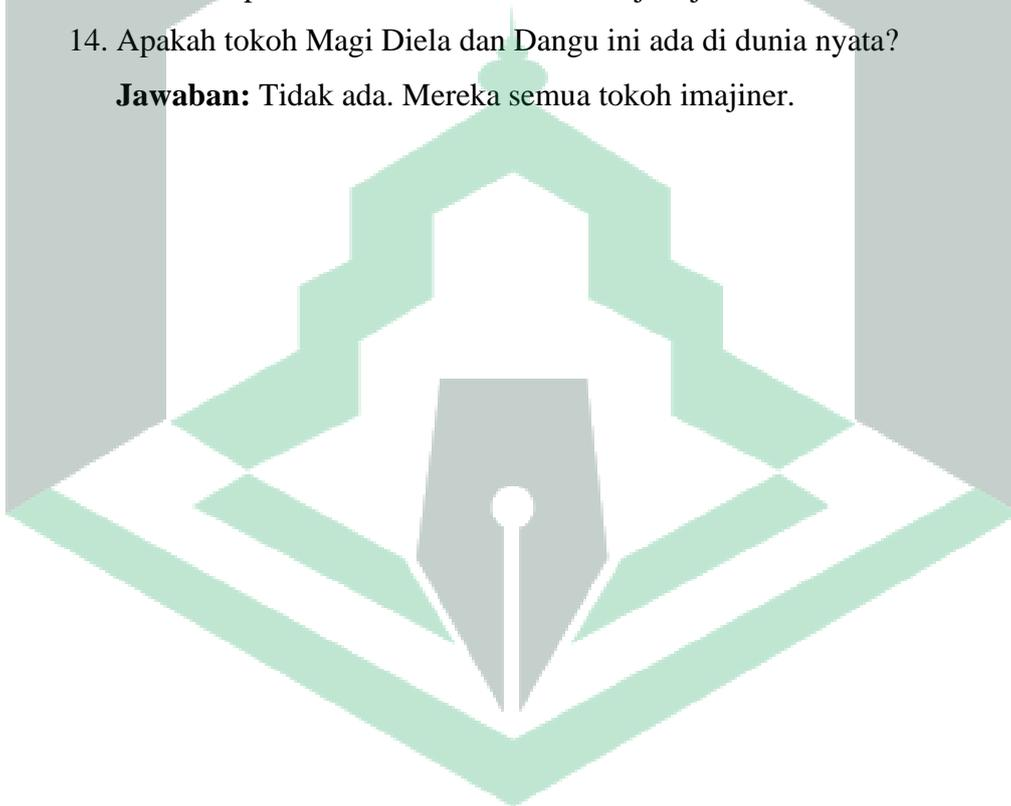 14. Apakah tokoh Magi Diela dan Dangu ini ada di dunia nyata?
Jawaban: Tidak ada. Mereka semua tokoh imajiner.